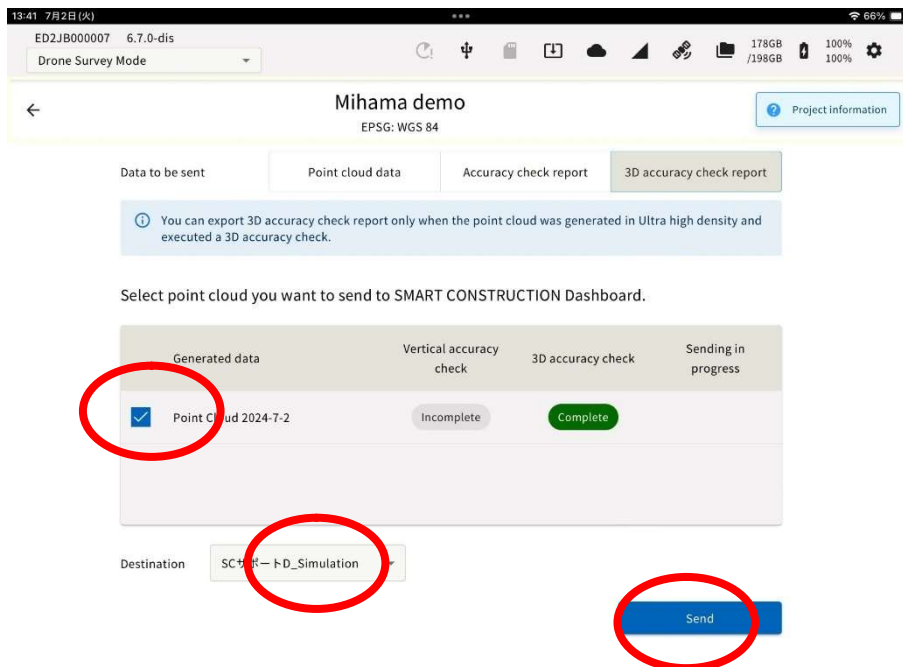 13:41 7月2日(火)
66%
ED2JB000007 6.7.0-dis
Drone Survey Mode
178GB
/198GB
100%
100%
Mihama demo
EPSG: WGS 84
Project information
Data to be sent
Point cloud data
Accuracy check report
3D accuracy check report
You can export 3D accuracy check report only when the point cloud was generated in Ultra high density and
executed a 3D accuracy check.
Select point cloud you want to send to SMART CONSTRUCTION Dashboard.
Generated data
Vertical accuracy
check
3D accuracy check
Sending in
progress
Point Cloud 2024-7-2
Incomplete
Complete
Destination
SCサポートD_Simulation
Send